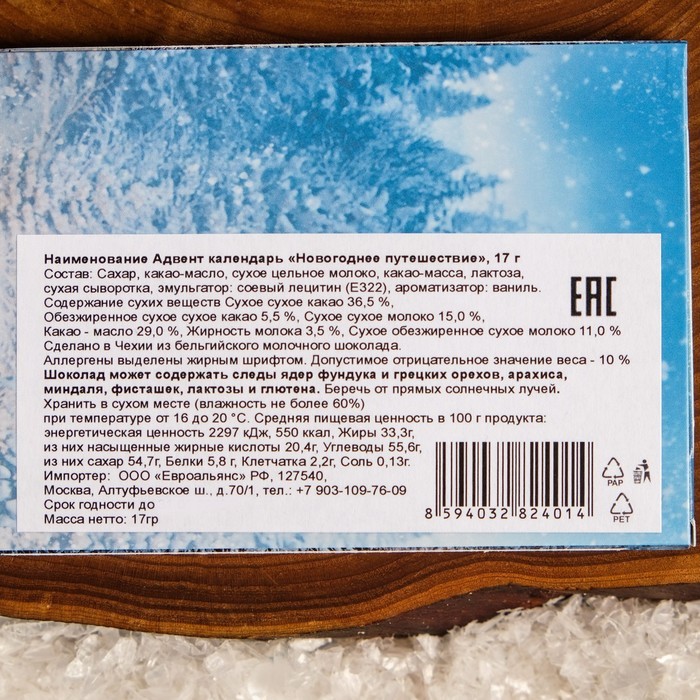 Наименование Адвент календарь «Новогоднее путешествие», 17 г
Состав: Сахар, какао-масло, сухое цельное молоко, какао-масса, лактоза,
сухая сыворотка, эмульгатор: соевый лецитин (E322), ароматизатор: ваниль.
Содержание сухих веществ Сухое сухое какао 36,5 %,
Обезжиренное сухое сухое какао 5,5 %, Сухое сухое молоко 15,0 %,
Какао - масло 29,0 %, Жирность молока 3,5 %, Сухое обезжиренное сухое молоко 11,0 %
Сделано в Чехии из бельгийского молочного шоколада.
Аллергены выделены жирным шрифтом. Допустимое отрицательное значение веса - 10 %
Шоколад может содержать следы ядер фундука и грецких орехов, арахиса,
миндаля, фисташек, лактозы и глютена. Беречь от прямых солнечных лучей.
Хранить в сухом месте (влажность не более 60%)
при температуре от 16 до 20 °С. Средняя пищевая ценность в 100 г продукта:
энергетическая ценность 2297 кДж, 550 ккал, Жиры 33,3г,
из них насыщенные жирные кислоты 20,4г, Углеводы 55,6г,
из них сахар 54,7г, Белки 5,8 г, Клетчатка 2,2г, Соль 0,13г.
Импортер: ООО «Евроальянс» РФ, 127540,
Москва, Алтуфьевское ш., д.70/1, тел.: +7 903-109-76-09
Срок годности до
Масса нетто: 17гр
EAC
8 594032 824014
PAP
PET